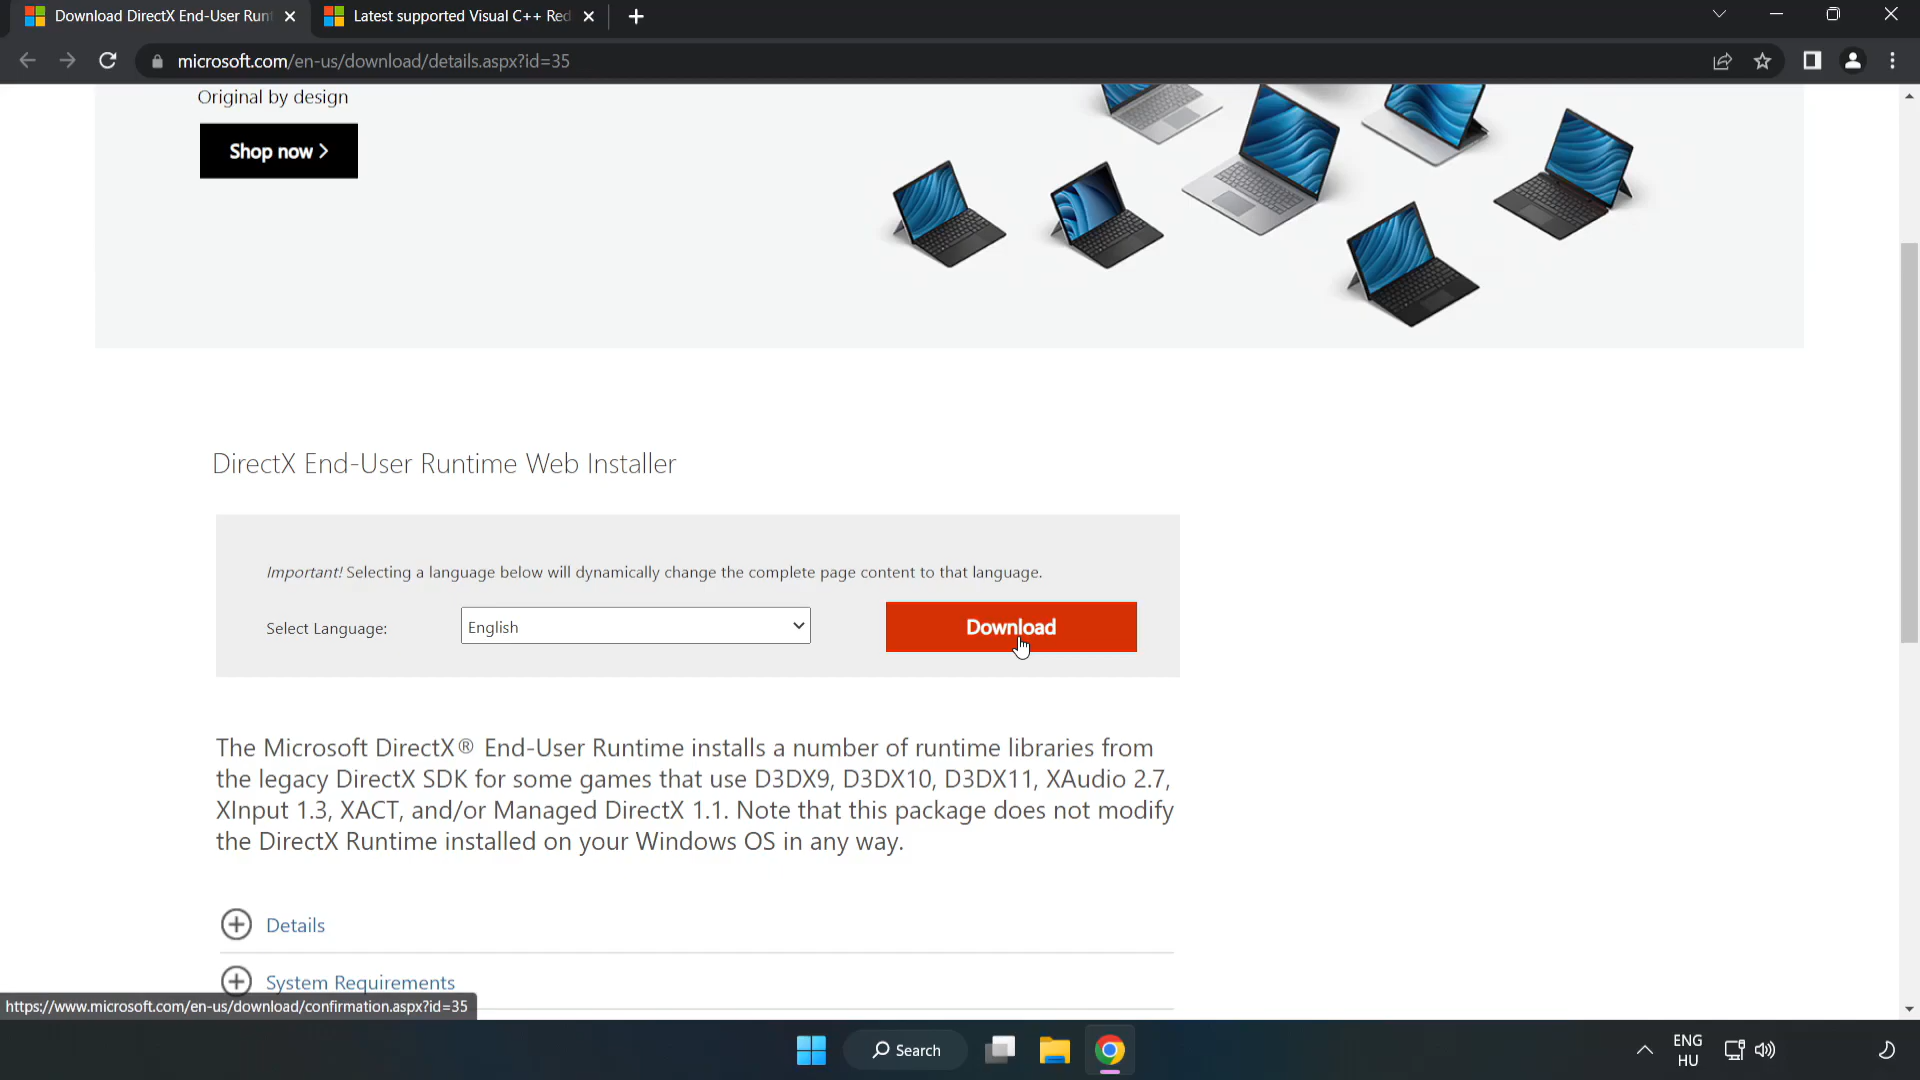 Download DirectX End-User Runt
Latest supported Visual C++ Red
microsoft.com/en-us/download/details.aspx?id=35
Original by design
Shop now >
DirectX End-User Runtime Web Installer
Important! Selecting a language below will dynamically change the complete page content to that language.
Select Language:
English
Download
The Microsoft DirectX® End-User Runtime installs a number of runtime libraries from
the legacy DirectX SDK for some games that use D3DX9, D3DX10, D3DX11, XAudio 2.7,
XInput 1.3, XACT, and/or Managed DirectX 1.1. Note that this package does not modify
the DirectX Runtime installed on your Windows OS in any way.
Details
System Requirements
https://www.microsoft.com/en-us/download/confirmation.aspx?id=35
Search
ENG
HU